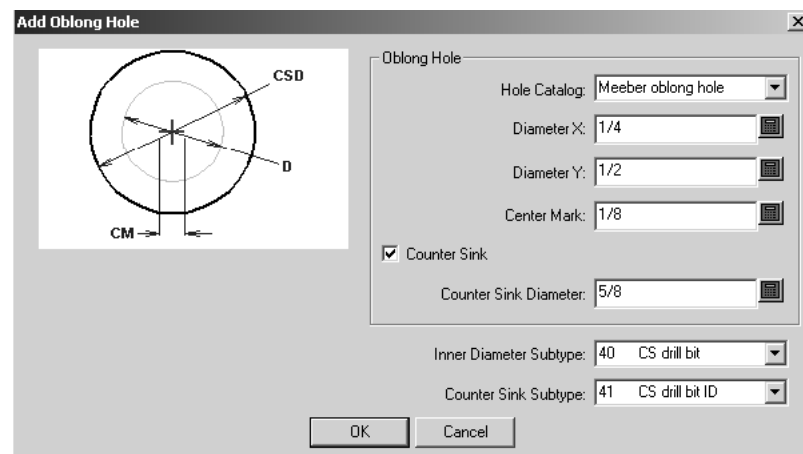 Add Oblong Hole
CSD
D
CM
Oblong Hole
Hole Catalog: Meeber oblong hole
Diameter X: 1/4
Diameter Y: 1/2
Center Mark: 1/8
Counter Sink
Counter Sink Diameter: 5/8
Inner Diameter Subtype: 40 CS drill bit
Counter Sink Subtype: 41 CS drill bit ID
OK Cancel